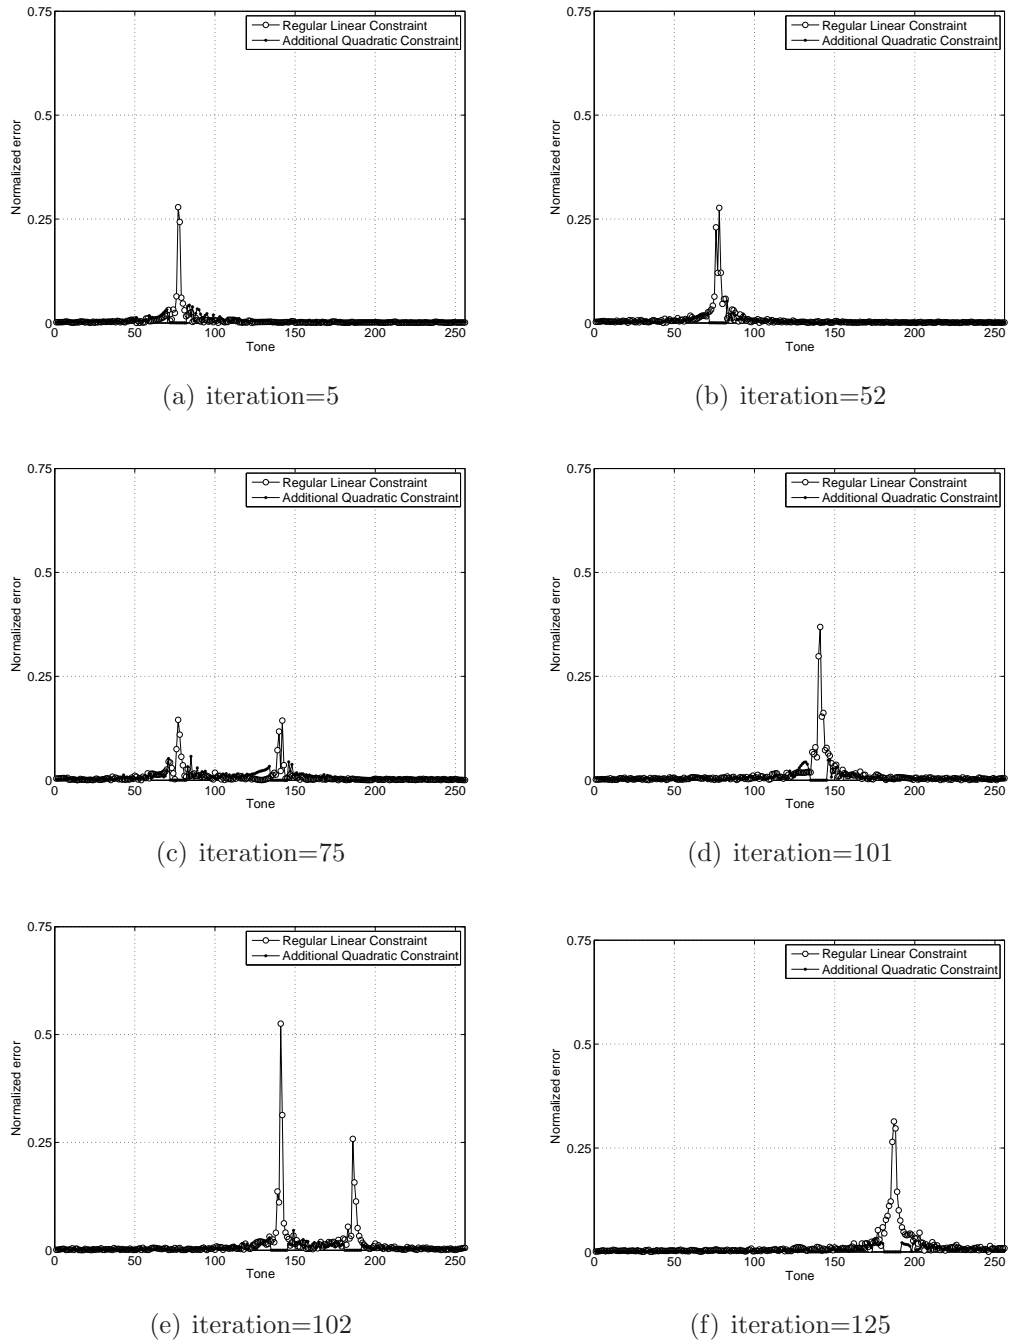 0.75
Regular Linear Constraint
Additional Quadratic Constraint
0.5
Normalized error
0.25
0
0 50 100 150 200 250
Tone
(a) iteration=5
0.75
Regular Linear Constraint
Additional Quadratic Constraint
0.5
Normalized error
0.25
0
0 50 100 150 200 250
Tone
(b) iteration=52
0.75
Regular Linear Constraint
Additional Quadratic Constraint
0.5
Normalized error
0.25
0
0 50 100 150 200 250
Tone
(c) iteration=75
0.75
Regular Linear Constraint
Additional Quadratic Constraint
0.5
Normalized error
0.25
0
0 50 100 150 200 250
Tone
(d) iteration=101
0.75
Regular Linear Constraint
Additional Quadratic Constraint
0.5
Normalized error
0.25
0
0 50 100 150 200 250
Tone
(e) iteration=102
0.75
Regular Linear Constraint
Additional Quadratic Constraint
0.5
Normalized error
0.25
0
0 50 100 150 200 250
Tone
(f) iteration=125